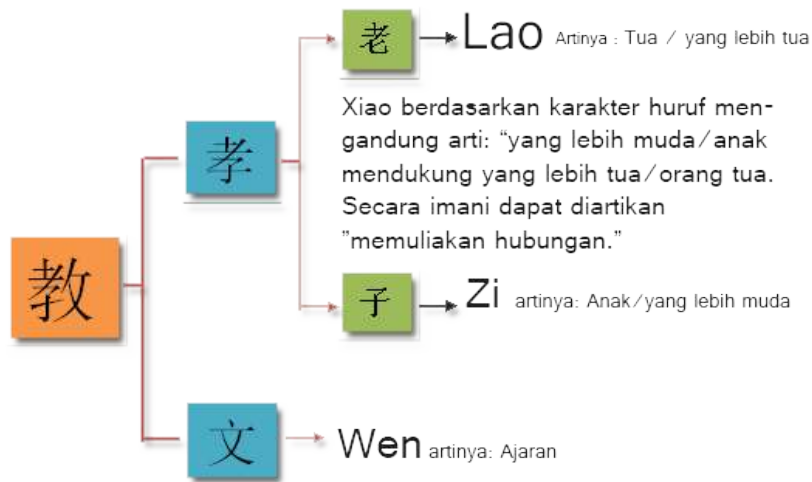 老 Lao Artinya : Tua / yang lebih tua
Xiao berdasarkan karakter huruf men-
gandung arti: “yang lebih muda/anak
mendukung yang lebih tua/orang tua.
Secara imani dapat diartikan
”memuliakan hubungan.”
孝
教
子 Zi artinya: Anak/yang lebih muda
文 Wen artinya: Ajaran